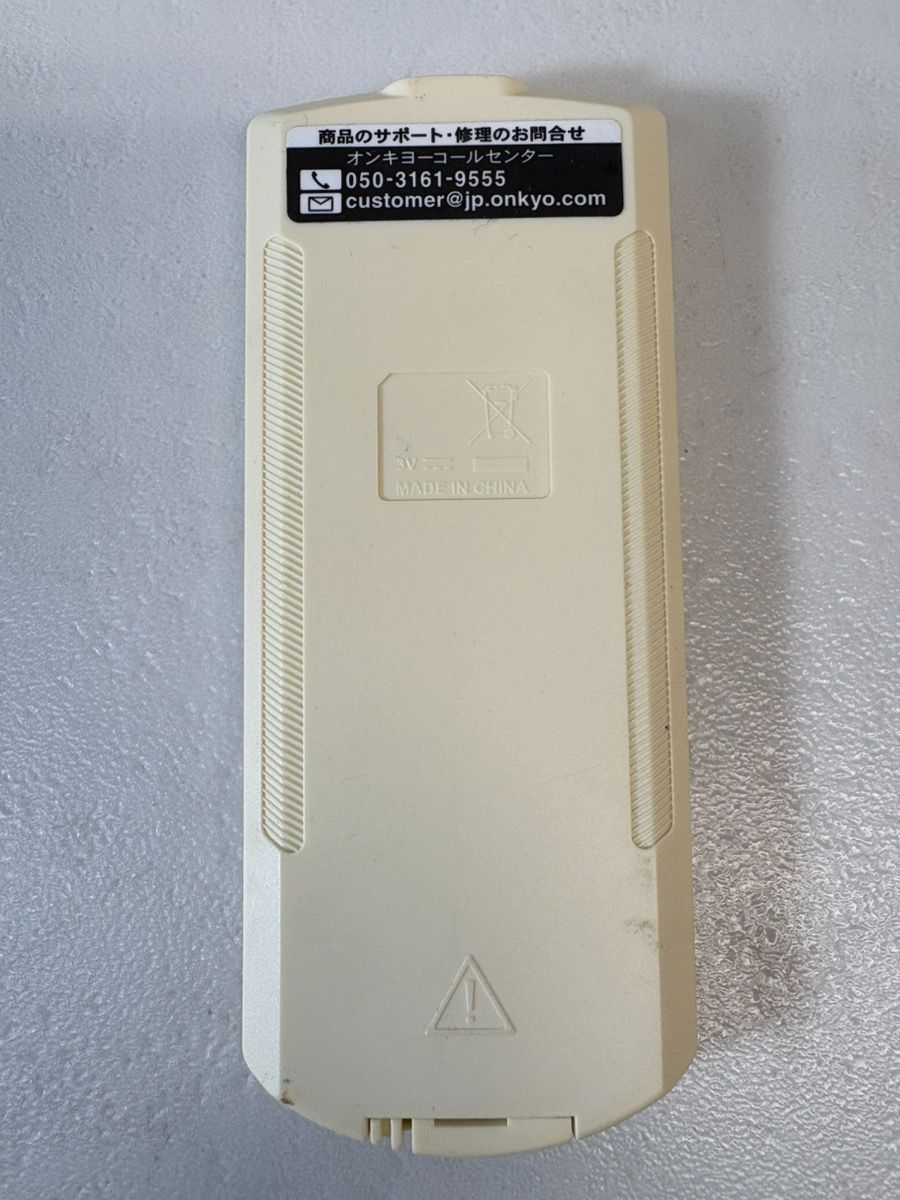 商品のサポート・修理のお問合せ
オンキヨーコールセンター
050-3161-9555
customer@jp.onkyo.com
3V
MADE IN CHINA